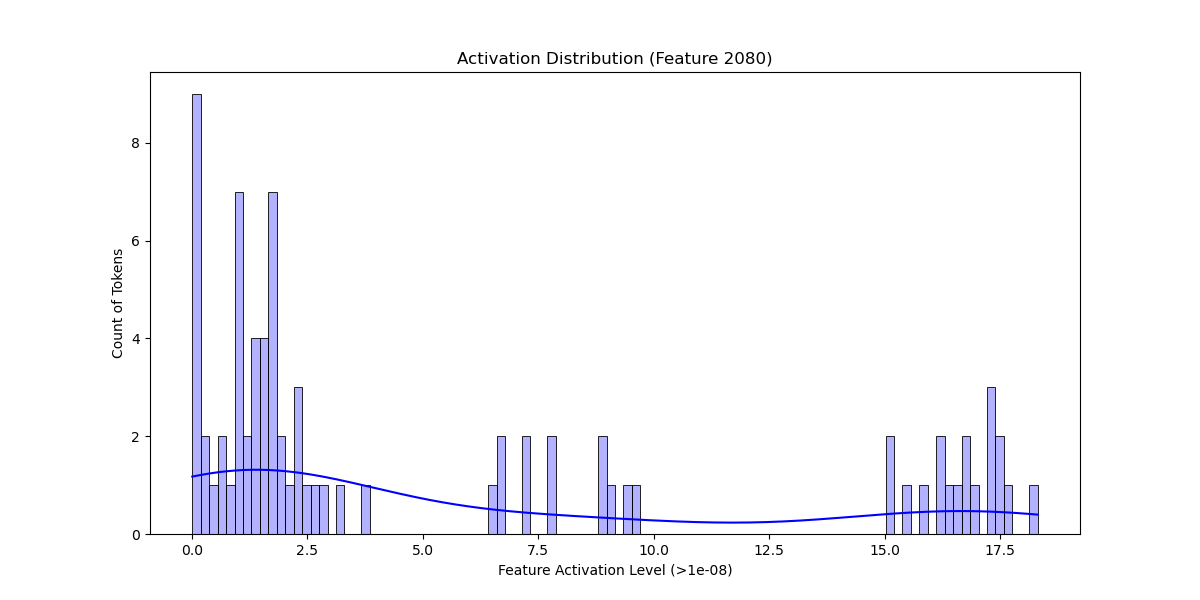 Activation Distribution (Feature 2080)
Count of Tokens
8
6
4
2
0
0.0 2.5 5.0 7.5 10.0 12.5 15.0 17.5
Feature Activation Level (>1e-08)